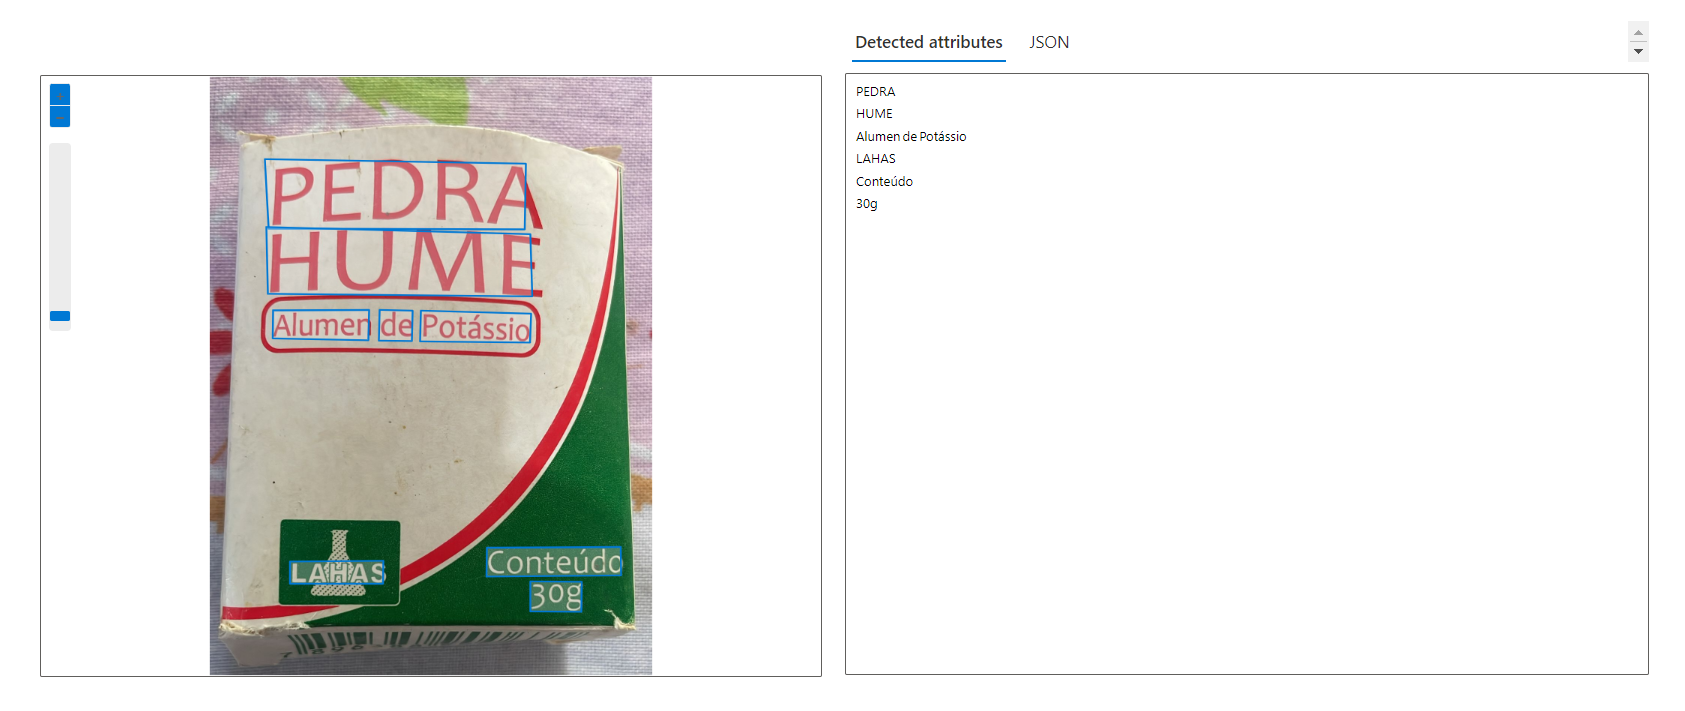 Detected attributes JSON
PEDRA
HUME
Alumen de Potássio
LAHAS
Conteúdo
30g
PEDRA
HUME
Alumen de Potássio
LAHAS
Conteúdo
30g